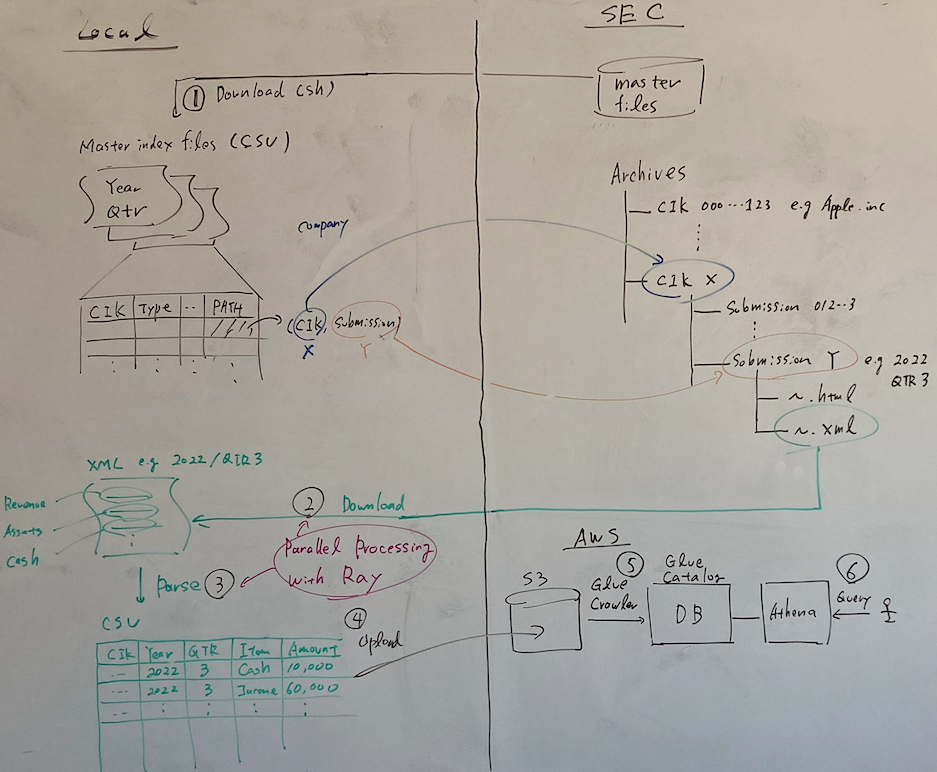 Local
SEC
① Download (sh)
master
files
Master index files (CSV)
Year
Qtr
Archives
CIK 000---123 e.g Apple.inc
company
CIK X
CIK Type -- PATH
(CIK, Submission)
X Y
Submission 012--3
Submission Y e.g 2022
QTR 3
~.html
~.xml
XML e.g 2022/QTR3
Revenue
Assets
Cash
② Download
Parallel Processing
with Ray
Parse ③
④
Upload
CSV
CIK Year QTR Item Amount
--- 2022 3 Cash 10,000
--- 2022 3 Income 60,000
--
AWS
S3
⑤
Glue
Crawler
Glue
Catalog
DB
Athena
⑥
Query